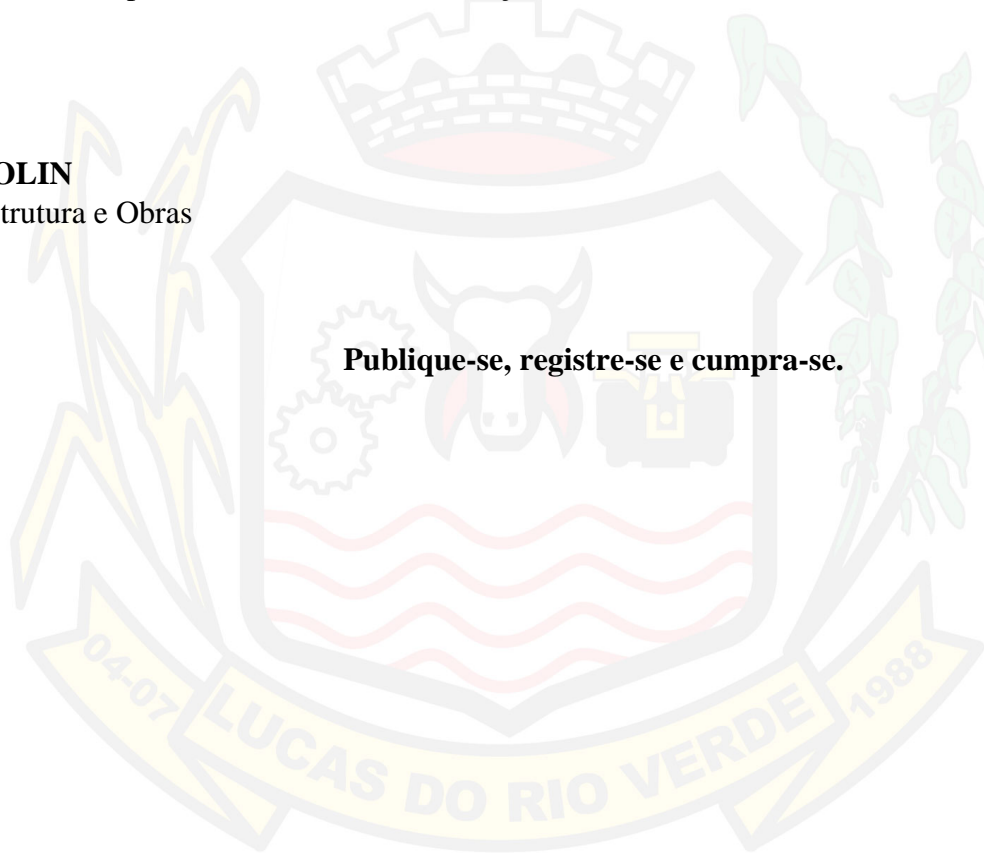 OLIN
trutura e Obras
Publique-se, registre-se e cumpra-se.
04-07
LUCAS DO RIO VERDE
1988